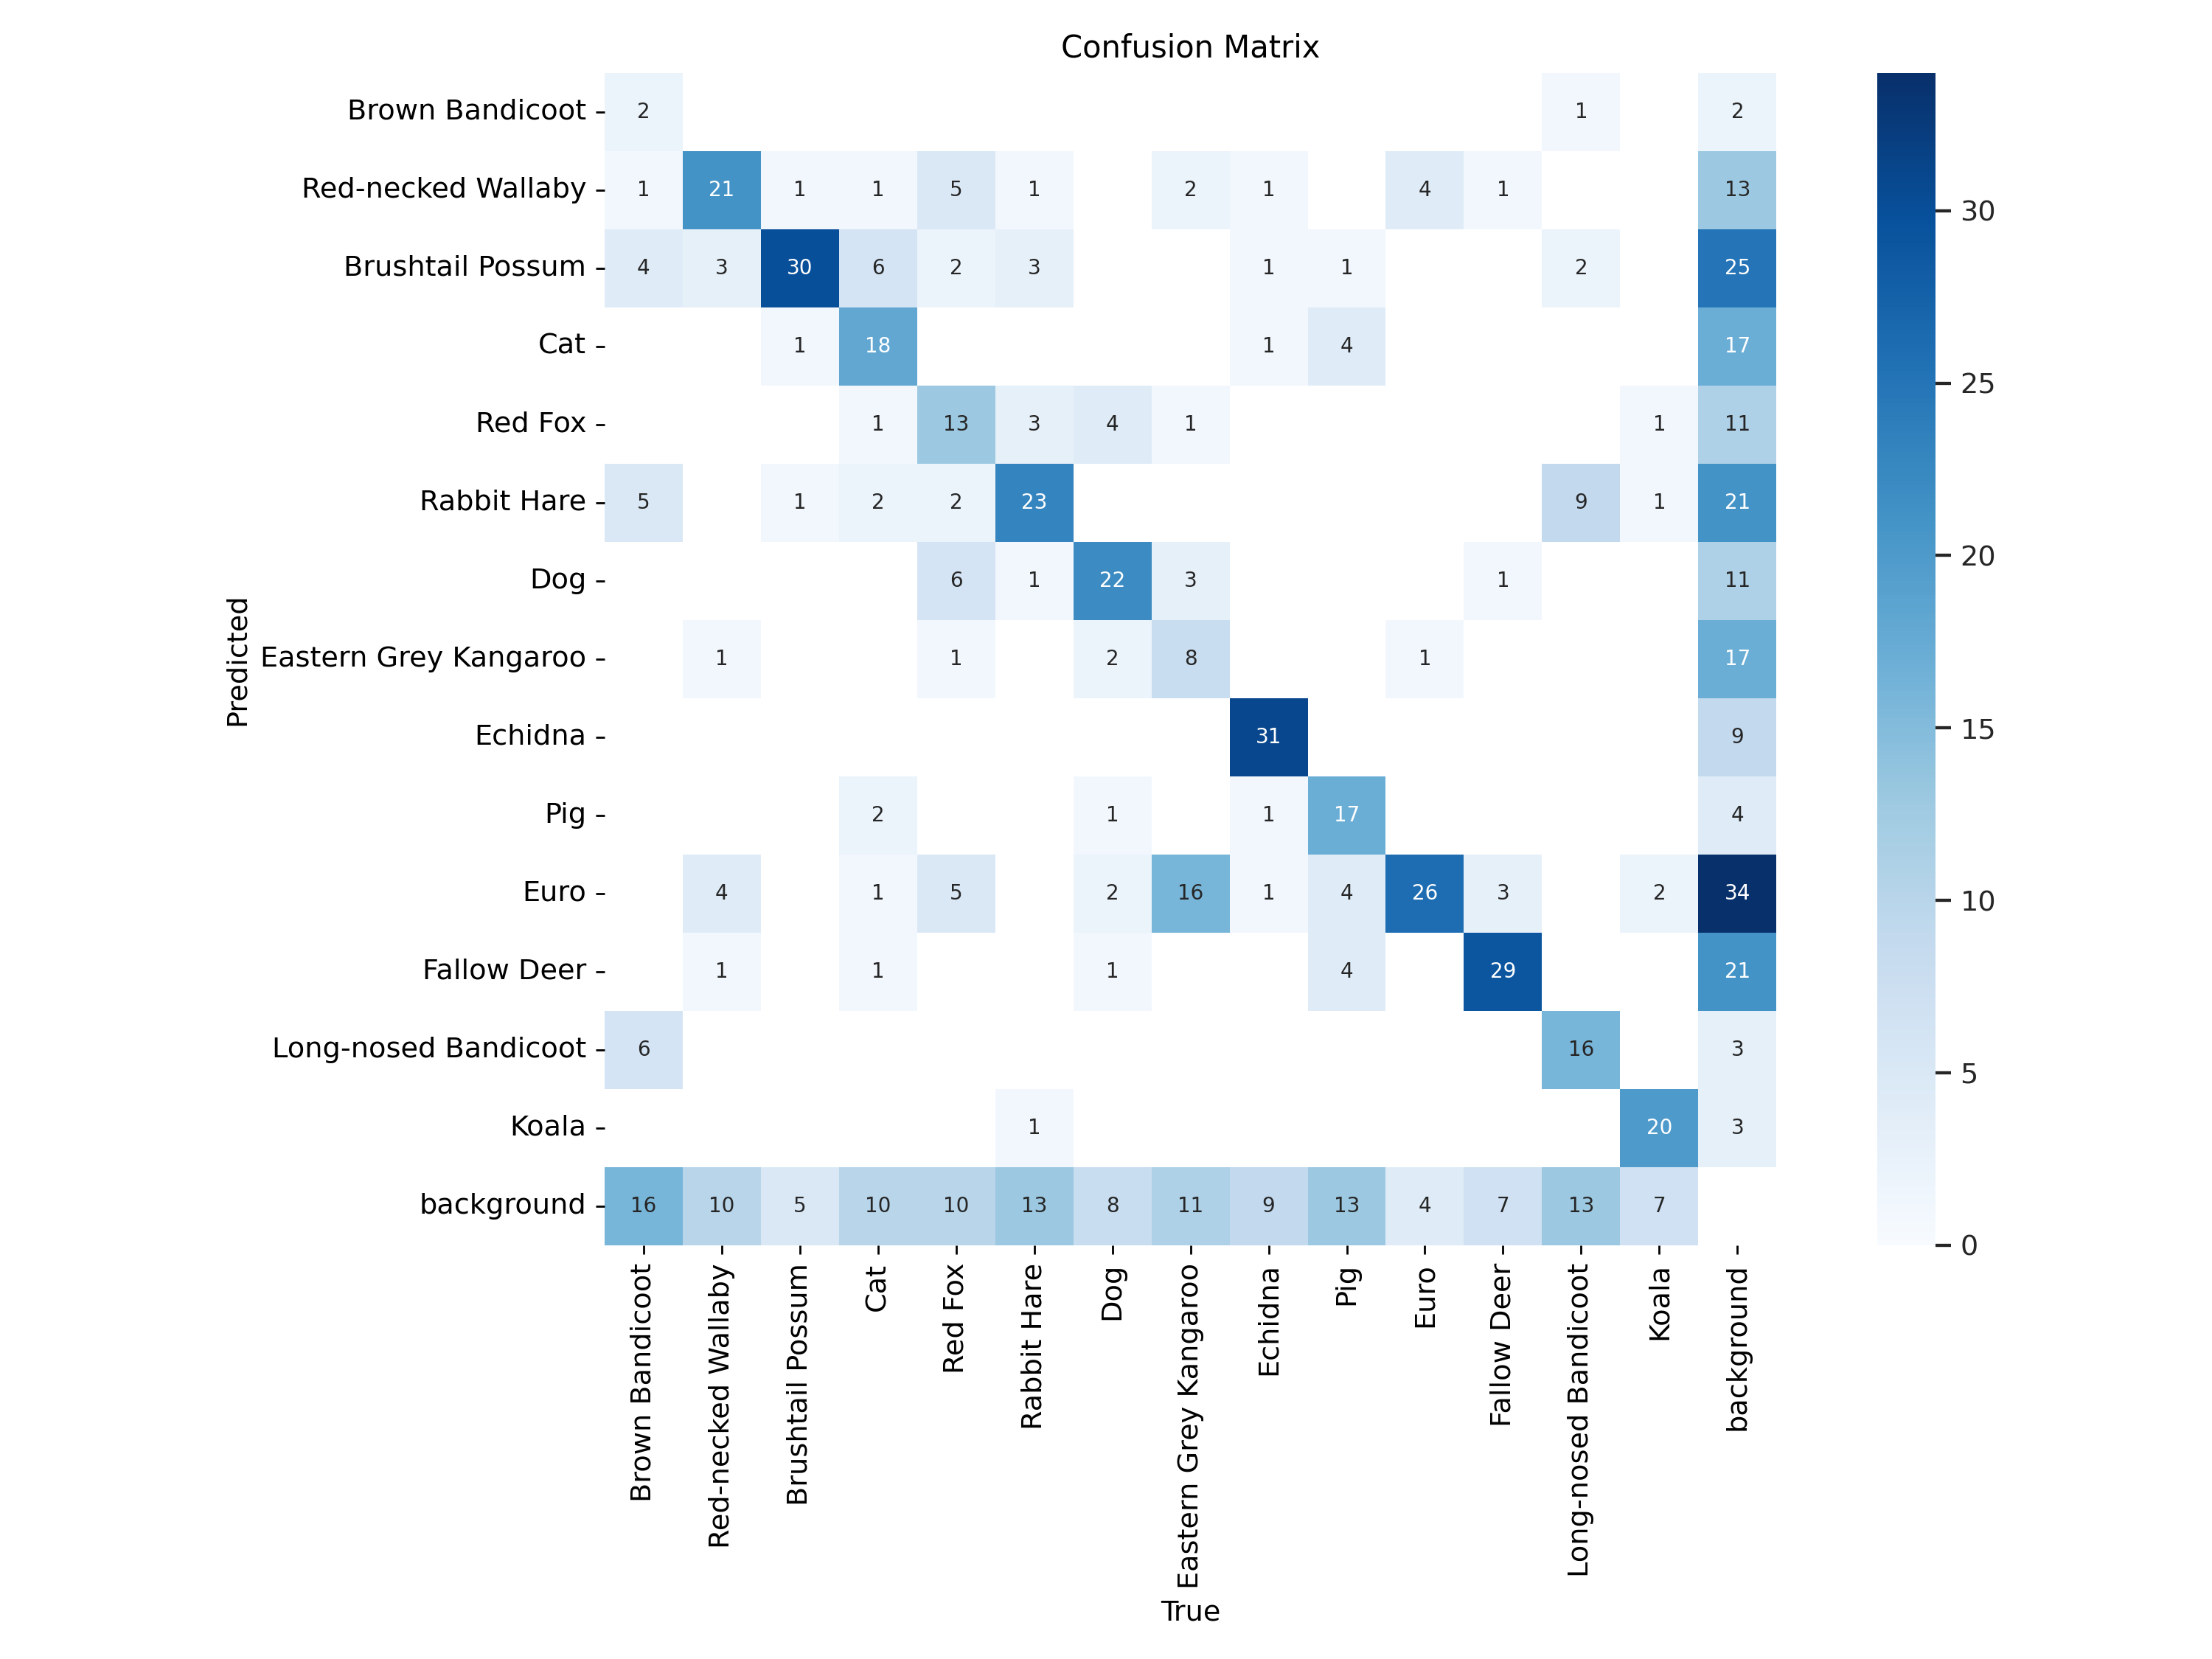 Confusion Matrix
Brown Bandicoot 2 1 2
Red-necked Wallaby 1 21 1 1 5 1 2 1 4 1 13
Brushtail Possum 4 3 30 6 2 3 1 1 2 25
Cat 1 18 1 4 17
Red Fox 1 13 3 4 1 1 11
Rabbit Hare 5 1 2 2 23 9 1 21
Dog 6 1 22 3 1 11
Eastern Grey Kangaroo 1 1 2 8 1 17
Echidna 31 9
Pig 2 1 1 17 4
Euro 4 1 5 2 16 1 4 26 3 2 34
Fallow Deer 1 1 1 4 29 21
Long-nosed Bandicoot 6 16 3
Koala 1 20 3
background 16 10 5 10 10 13 8 11 9 13 4 7 13 7
Predicted
Brown Bandicoot
Red-necked Wallaby
Brushtail Possum
Cat
Red Fox
Rabbit Hare
Dog
Eastern Grey Kangaroo
Echidna
Pig
Euro
Fallow Deer
Long-nosed Bandicoot
Koala
background
True
30
25
20
15
10
5
0